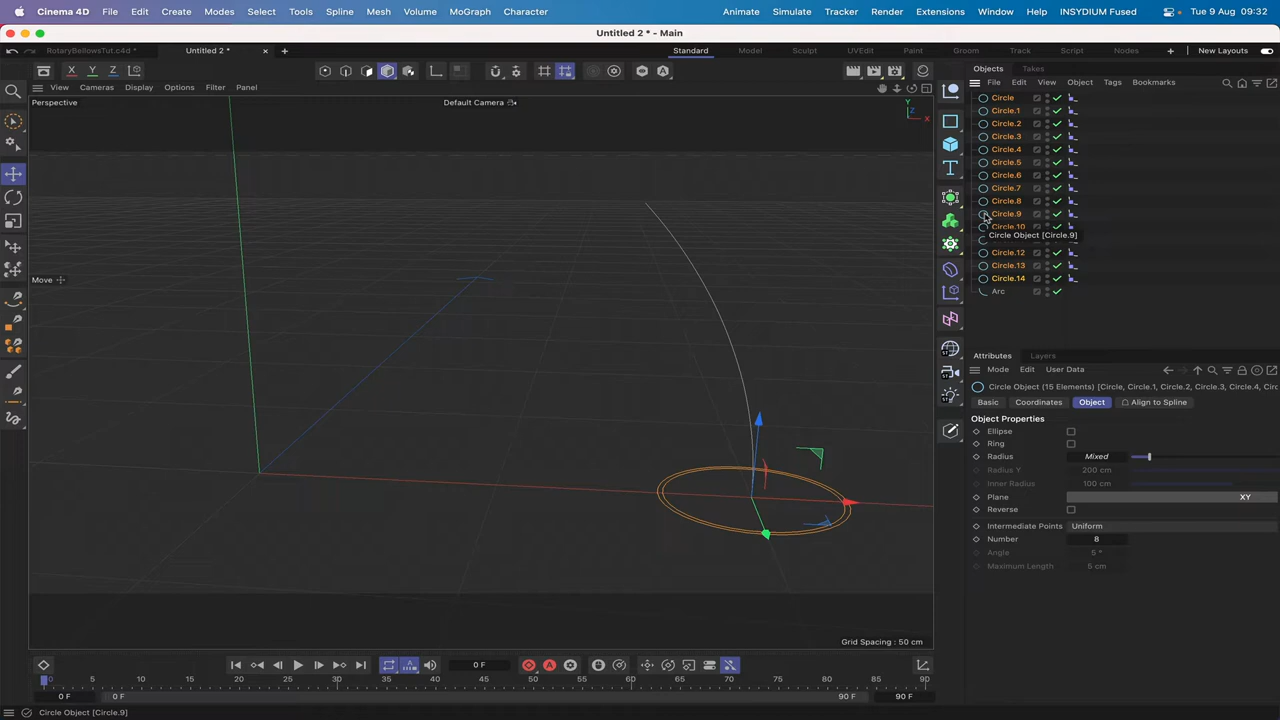 Cinema 4D File Edit Create Modes Select Tools Spline Mesh Volume MoGraph Character Animate Simulate Tracker Render Extensions Window Help INSYDIUM Fused Tue 9 Aug 09:32
Untitled 2 * - Main
RotaryBellowsTut.c4d * Untitled 2 * Standard Model Sculpt UVEdit Paint Groom Track Script Nodes New Layouts
X Y Z
Objects Takes
View Cameras Display Options Filter Panel
File Edit View Object Tags Bookmarks
Perspective
Default Camera
Y
X
Circle
Circle.1
Circle.2
Circle.3
Circle.4
Circle.5
Circle.6
Circle.7
Circle.8
Circle.9
Circle.10
Circle Object [Circle.9]
Circle.12
Circle.13
Circle.14
Arc
Move
Attributes Layers
Mode Edit User Data
Circle Object (15 Elements) [Circle, Circle.1, Circle.2, Circle.3, Circle.4, Circle.5, Circ
Basic Coordinates Object Align to Spline
Object Properties
Ellipse
Ring
Radius Mixed
Radius Y 200 cm
Inner Radius 100 cm
Plane XY
Reverse
Intermediate Points Uniform
Number 8
Angle 5 °
Maximum Length 5 cm
Grid Spacing : 50 cm
0 F
0 5 10 15 20 25 30 35 40 45 50 55 60 65 70 75 80 85 90
0 F 0 F 90 F 90 F
Circle Object [Circle.9]